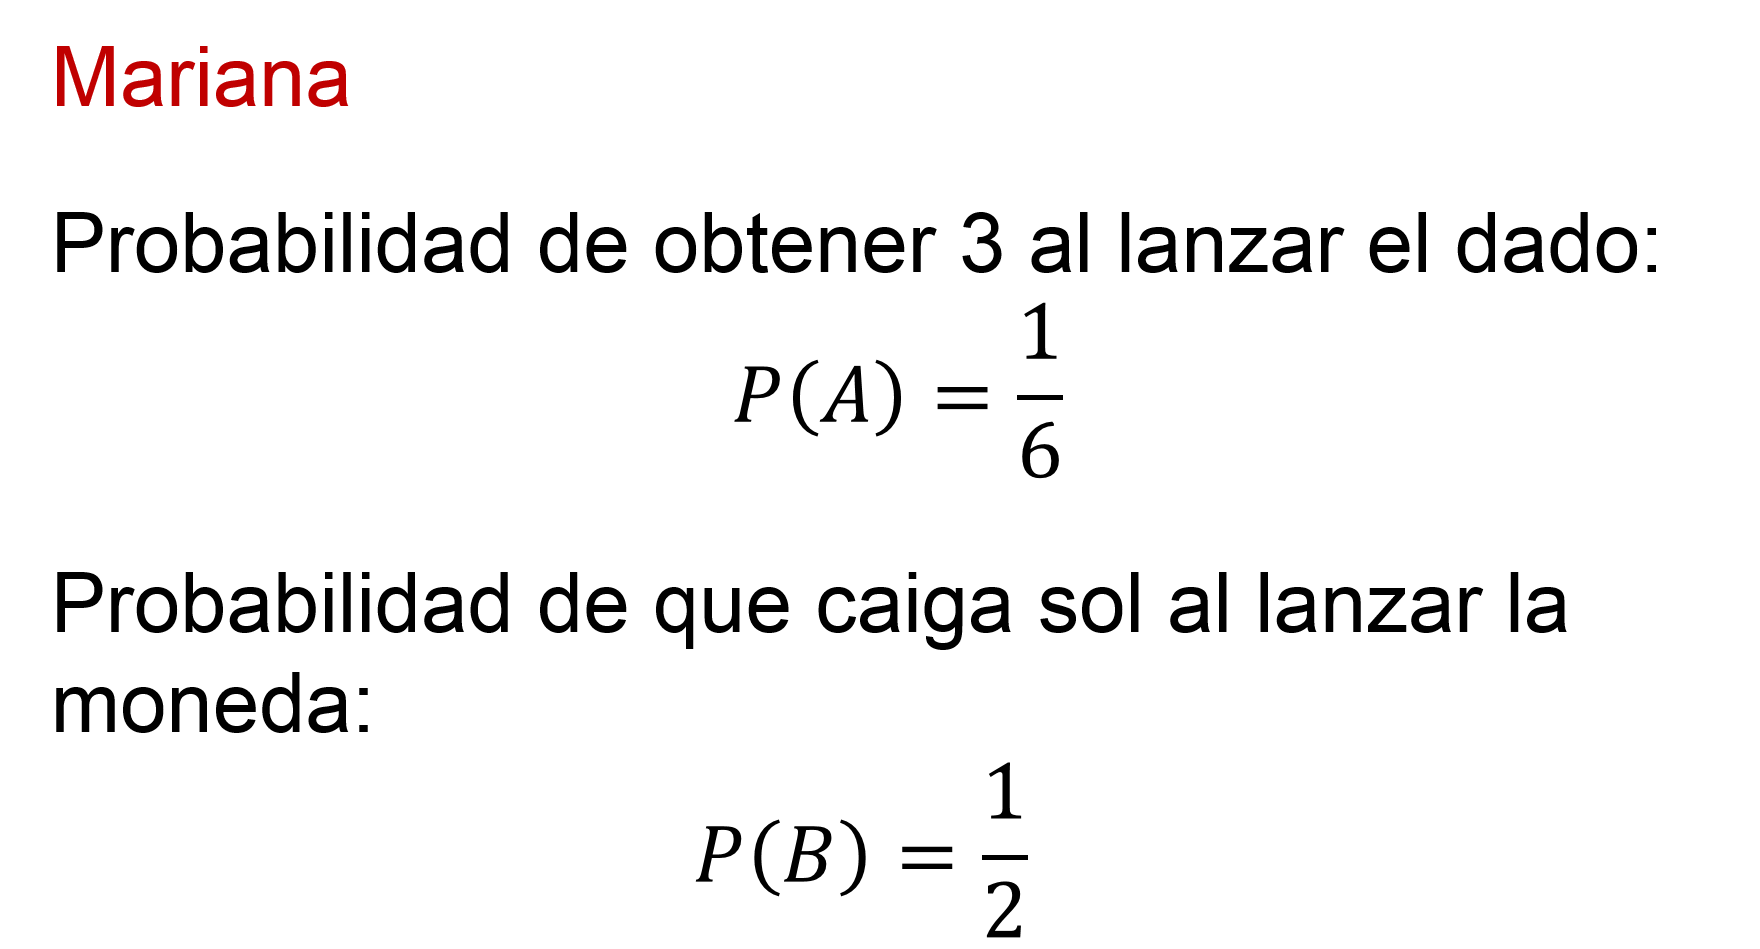 Mariana
Probabilidad de obtener 3 al lanzar el dado:
P(A) = 1/6
Probabilidad de que caiga sol al lanzar la
moneda:
P(B) = 1/2